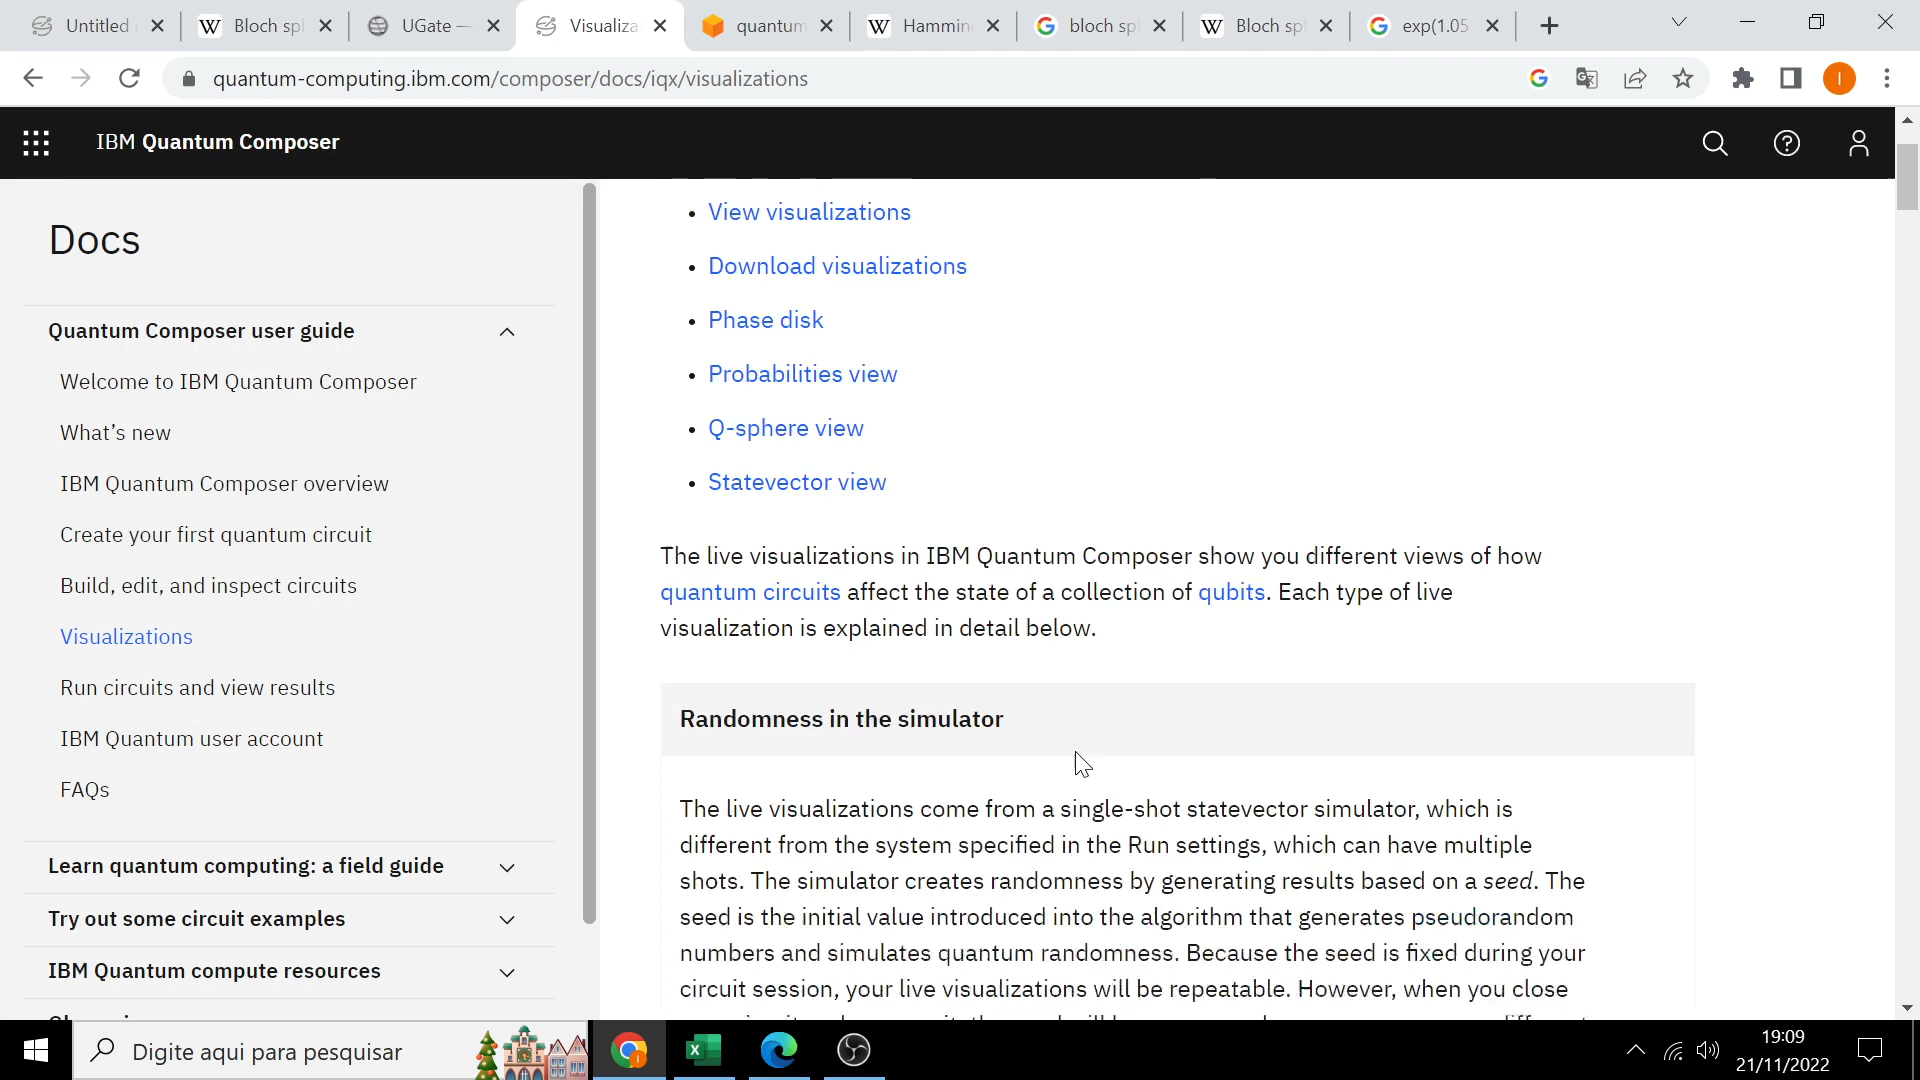 Untitled
Bloch sp
UGate —
Visualiza
quantum
Hammin
bloch sp
Bloch sp
exp(1.05
quantum-computing.ibm.com/composer/docs/iqx/visualizations
I
IBM Quantum Composer
Docs
Quantum Composer user guide
Welcome to IBM Quantum Composer
What's new
IBM Quantum Composer overview
Create your first quantum circuit
Build, edit, and inspect circuits
Visualizations
Run circuits and view results
IBM Quantum user account
FAQs
Learn quantum computing: a field guide
Try out some circuit examples
IBM Quantum compute resources
• View visualizations
• Download visualizations
• Phase disk
• Probabilities view
• Q-sphere view
• Statevector view
The live visualizations in IBM Quantum Composer show you different views of how
quantum circuits affect the state of a collection of qubits. Each type of live
visualization is explained in detail below.
Randomness in the simulator
The live visualizations come from a single-shot statevector simulator, which is
different from the system specified in the Run settings, which can have multiple
shots. The simulator creates randomness by generating results based on a seed. The
seed is the initial value introduced into the algorithm that generates pseudorandom
numbers and simulates quantum randomness. Because the seed is fixed during your
circuit session, your live visualizations will be repeatable. However, when you close
Digite aqui para pesquisar
19:09
21/11/2022